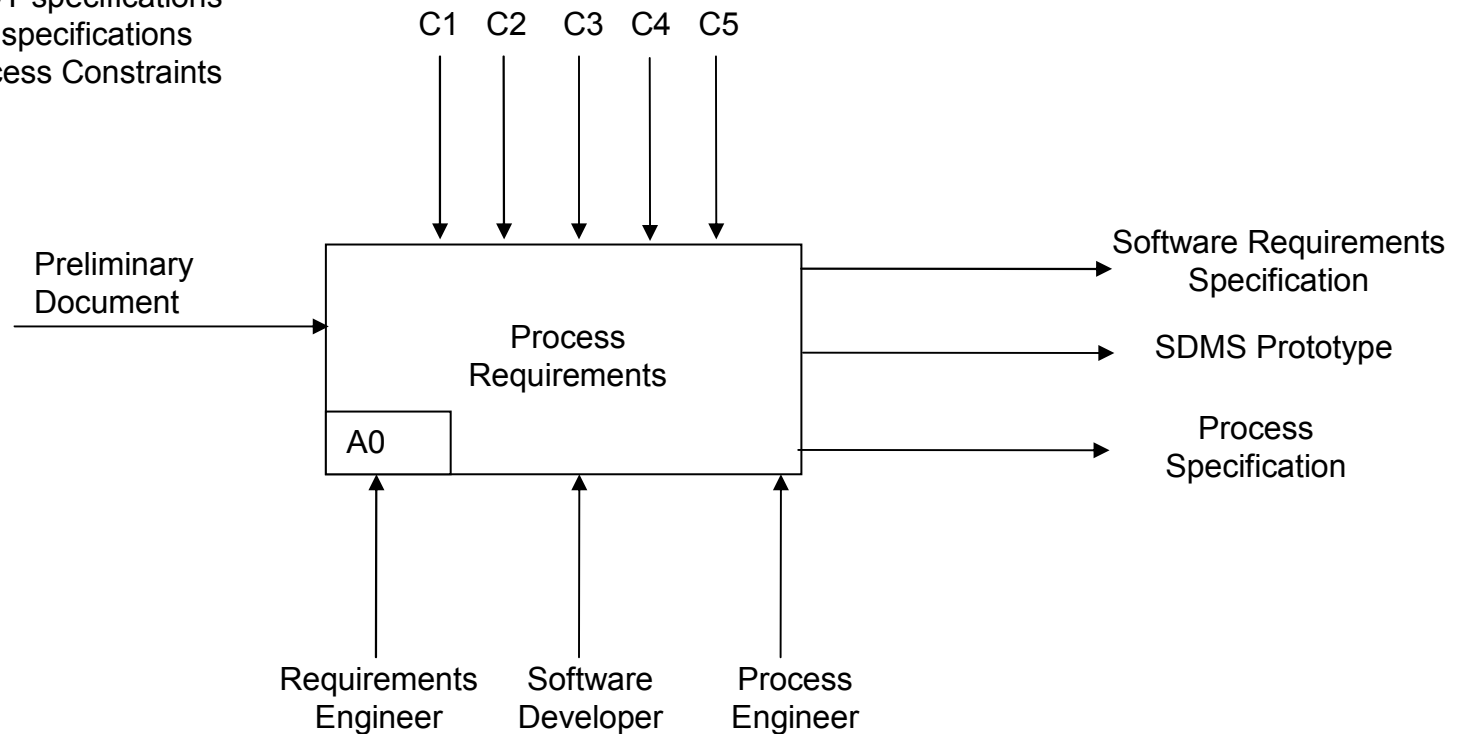 specifications
specifications
Constraints
C1 C2 C3 C4 C5
Preliminary
Document
Process
Requirements
A0
Software Requirements
Specification
SDMS Prototype
Process
Specification
Requirements
Engineer
Software
Developer
Process
Engineer